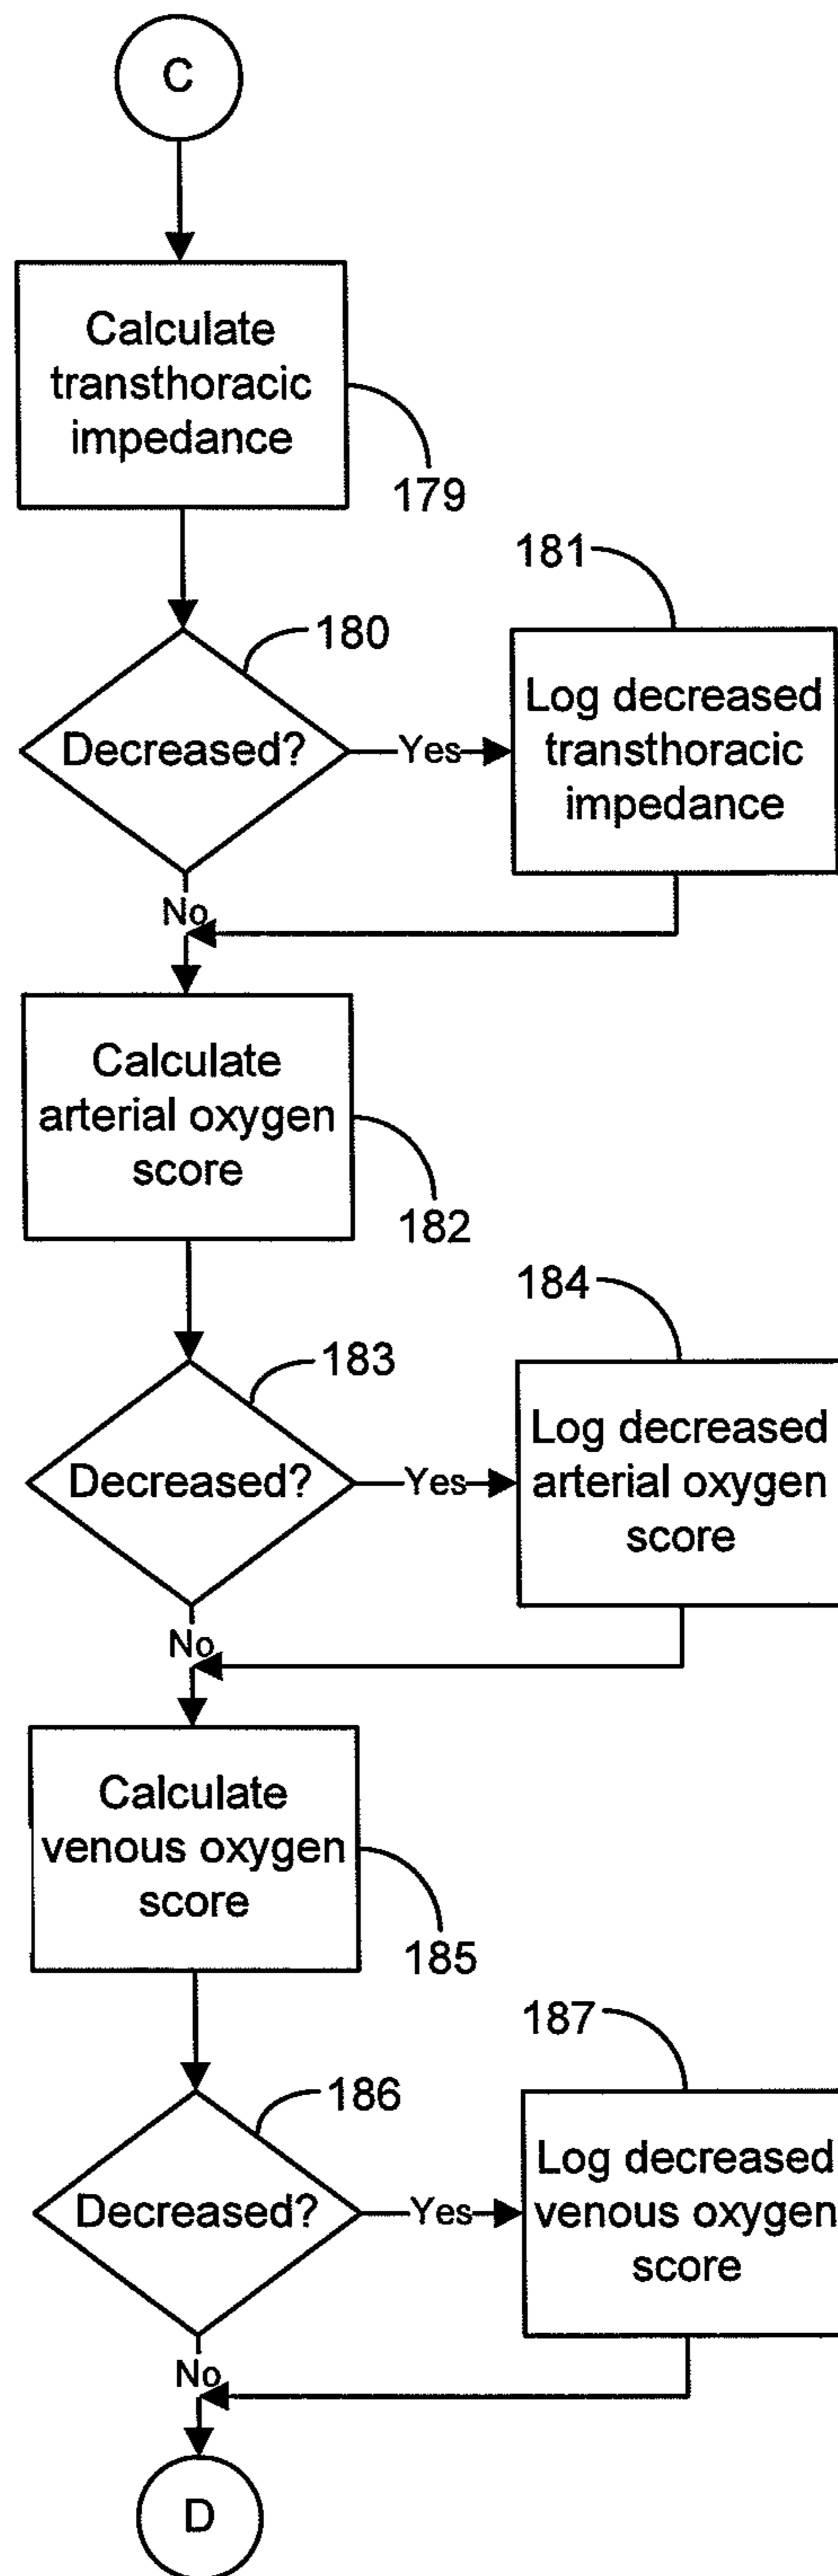 C
Calculate
transthoracic
impedance
179
181
180
Decreased?
Yes
Log decreased
transthoracic
impedance
No
Calculate
arterial oxygen
score
182
184
183
Decreased?
Yes
Log decreased
arterial oxygen
score
No
Calculate
venous oxygen
score
185
187
186
Decreased?
Yes
Log decreased
venous oxygen
score
No
D